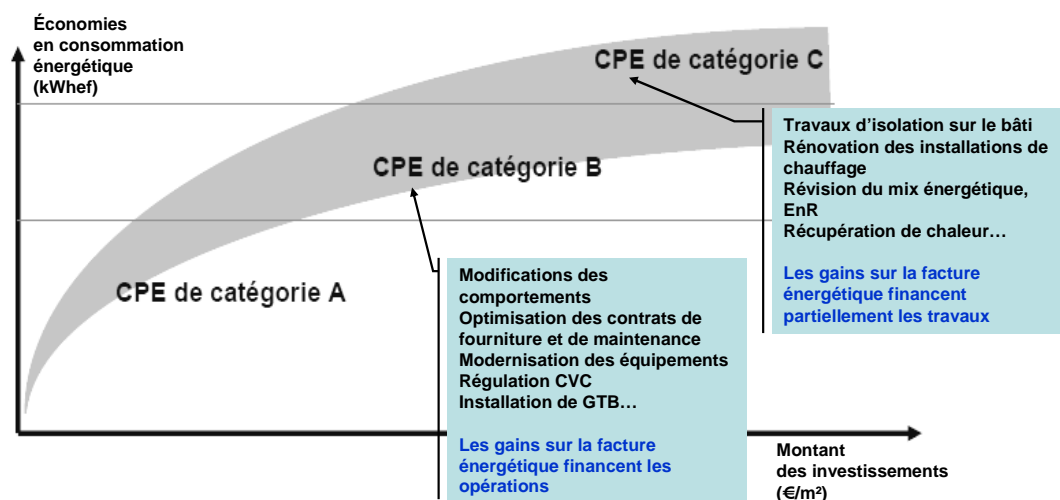 Économies
en consommation
énergétique
(kWhef)
CPE de catégorie C
Travaux d’isolation sur le bâti
Rénovation des installations de
chauffage
Révision du mix énergétique,
EnR
Récupération de chaleur…
Les gains sur la facture
énergétique financent
partiellement les travaux
CPE de catégorie B
CPE de catégorie A
Modifications des
comportements
Optimisation des contrats de
fourniture et de maintenance
Modernisation des équipements
Régulation CVC
Installation de GTB…
Les gains sur la facture
énergétique financent les
opérations
Montant
des investissements
(€/m²)